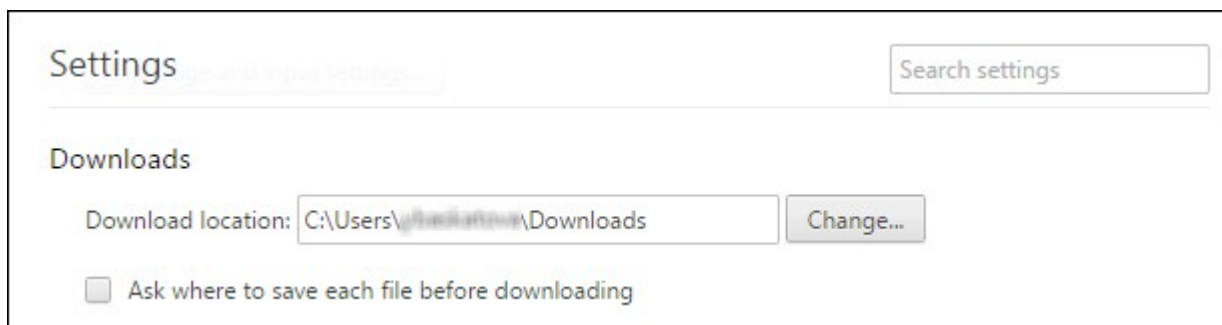 Settings
Search settings
Downloads
Download location: C:\Users\ \Downloads Change...
Ask where to save each file before downloading